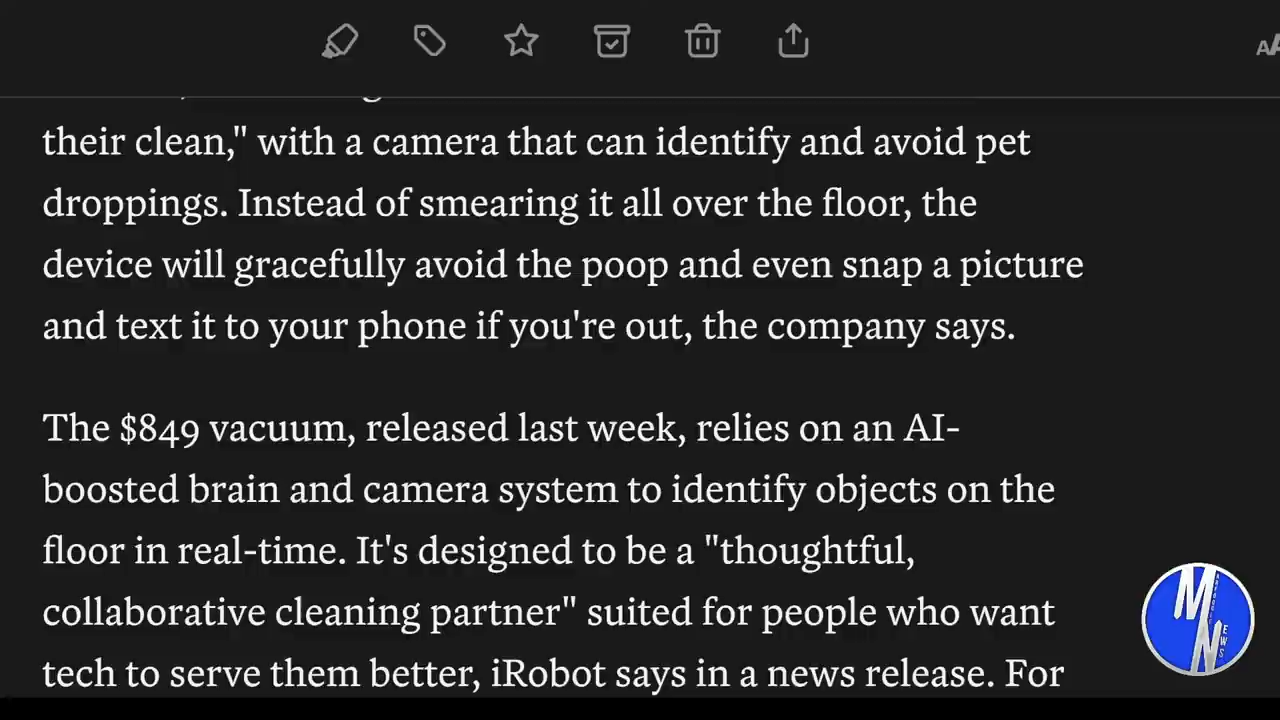 AA
their clean," with a camera that can identify and avoid pet
droppings. Instead of smearing it all over the floor, the
device will gracefully avoid the poop and even snap a picture
and text it to your phone if you're out, the company says.
The $849 vacuum, released last week, relies on an AI-
boosted brain and camera system to identify objects on the
floor in real-time. It's designed to be a "thoughtful,
collaborative cleaning partner" suited for people who want
tech to serve them better, iRobot says in a news release. For
M
N
EWS